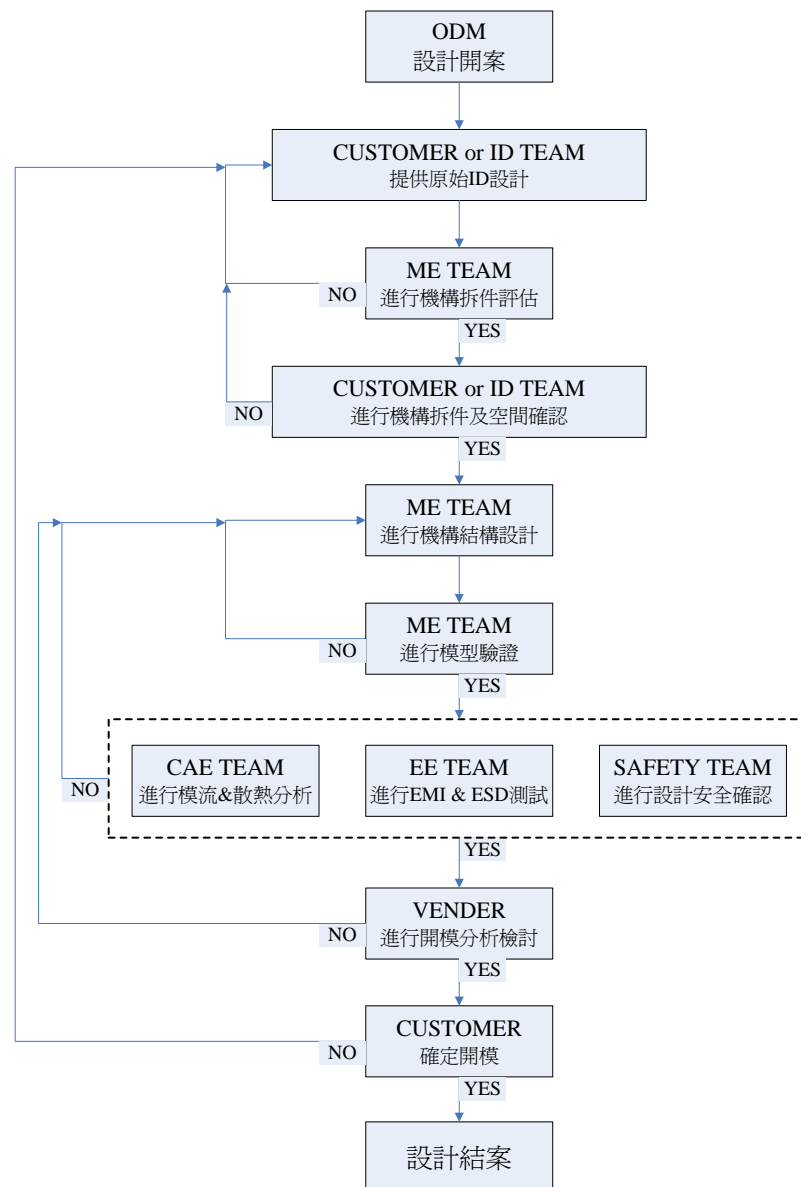 ODM
設計開案
CUSTOMER or ID TEAM
提供原始ID設計
ME TEAM
進行機構拆件評估
NO
YES
CUSTOMER or ID TEAM
進行機構拆件及空間確認
NO
YES
ME TEAM
進行機構結構設計
ME TEAM
進行模型驗證
NO
YES
CAE TEAM
進行模流&散熱分析
EE TEAM
進行EMI & ESD測試
SAFETY TEAM
進行設計安全確認
NO
YES
VENDER
進行開模分析檢討
NO
YES
CUSTOMER
確定開模
NO
YES
設計結案